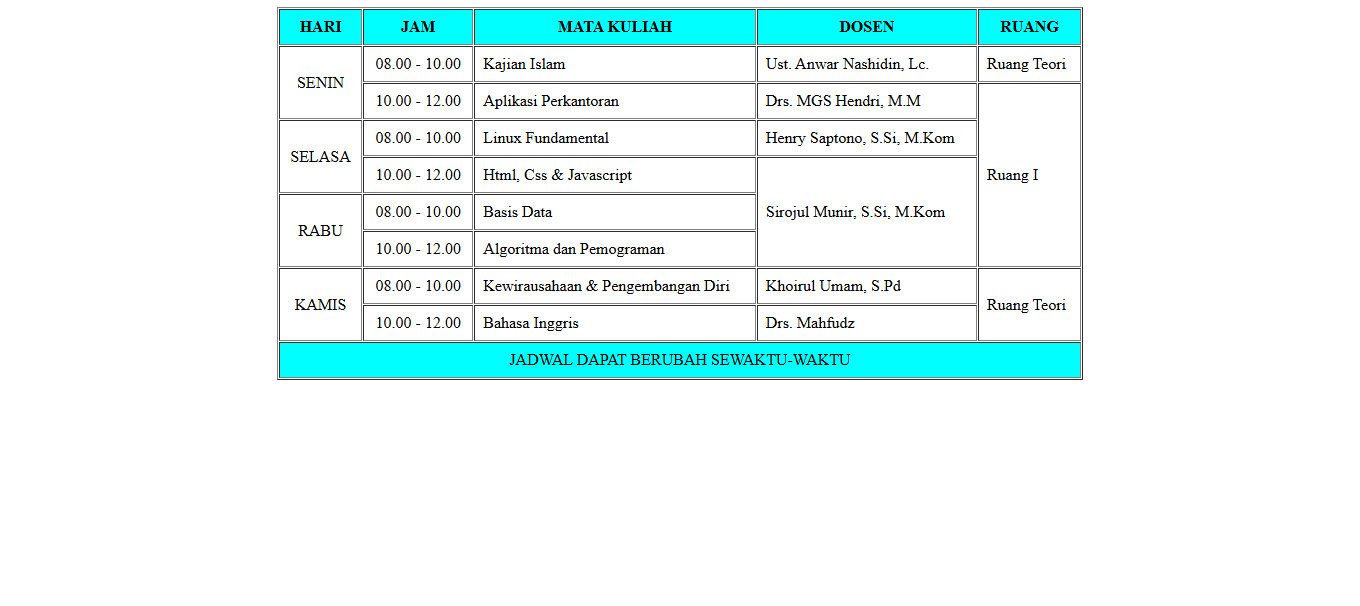 HARI JAM MATA KULIAH DOSEN RUANG
SENIN 08.00 - 10.00 Kajian Islam Ust. Anwar Nashidin, Lc. Ruang Teori
10.00 - 12.00 Aplikasi Perkantoran Drs. MGS Hendri, M.M Ruang I
SELASA 08.00 - 10.00 Linux Fundamental Henry Saptono, S.Si, M.Kom
10.00 - 12.00 Html, Css & Javascript Sirojul Munir, S.Si, M.Kom
RABU 08.00 - 10.00 Basis Data
10.00 - 12.00 Algoritma dan Pemograman
KAMIS 08.00 - 10.00 Kewirausahaan & Pengembangan Diri Khoirul Umam, S.Pd Ruang Teori
10.00 - 12.00 Bahasa Inggris Drs. Mahfudz
JADWAL DAPAT BERUBAH SEWAKTU-WAKTU